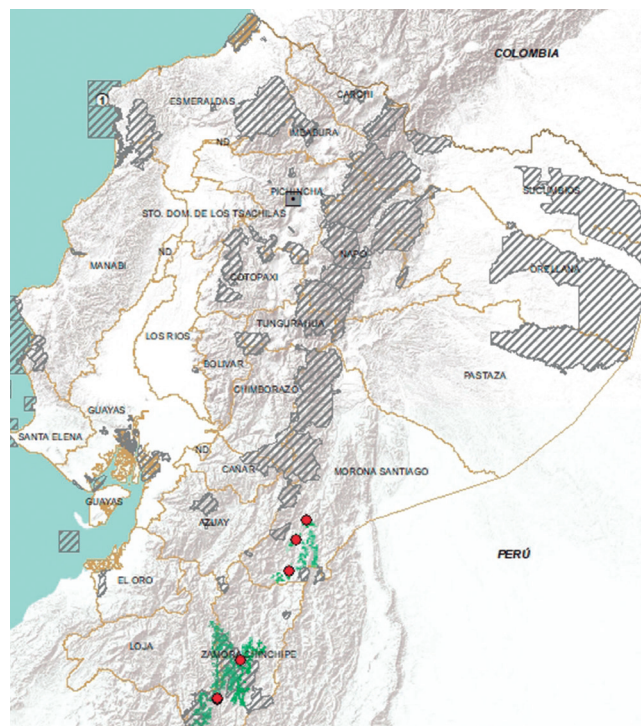 COLOMBIA
1
ESMERALDAS
CARCHI
IMBABURA
ND
PICHINCHA
SUCUMBIOS
STO. DOM. DE LOS TSACHILAS
ND
NAPO
MANABI
COTOPAXI
ORELLANA
LOS RIOS
TUNGURAHUA
BOLIVAR
PASTAZA
CHIMBORAZO
GUAYAS
SANTA ELENA
ND
CAÑAR
MORONA SANTIAGO
GUAYAS
AZUAY
PERÚ
EL ORO
LOJA
ZAMORA CHINCHIPE